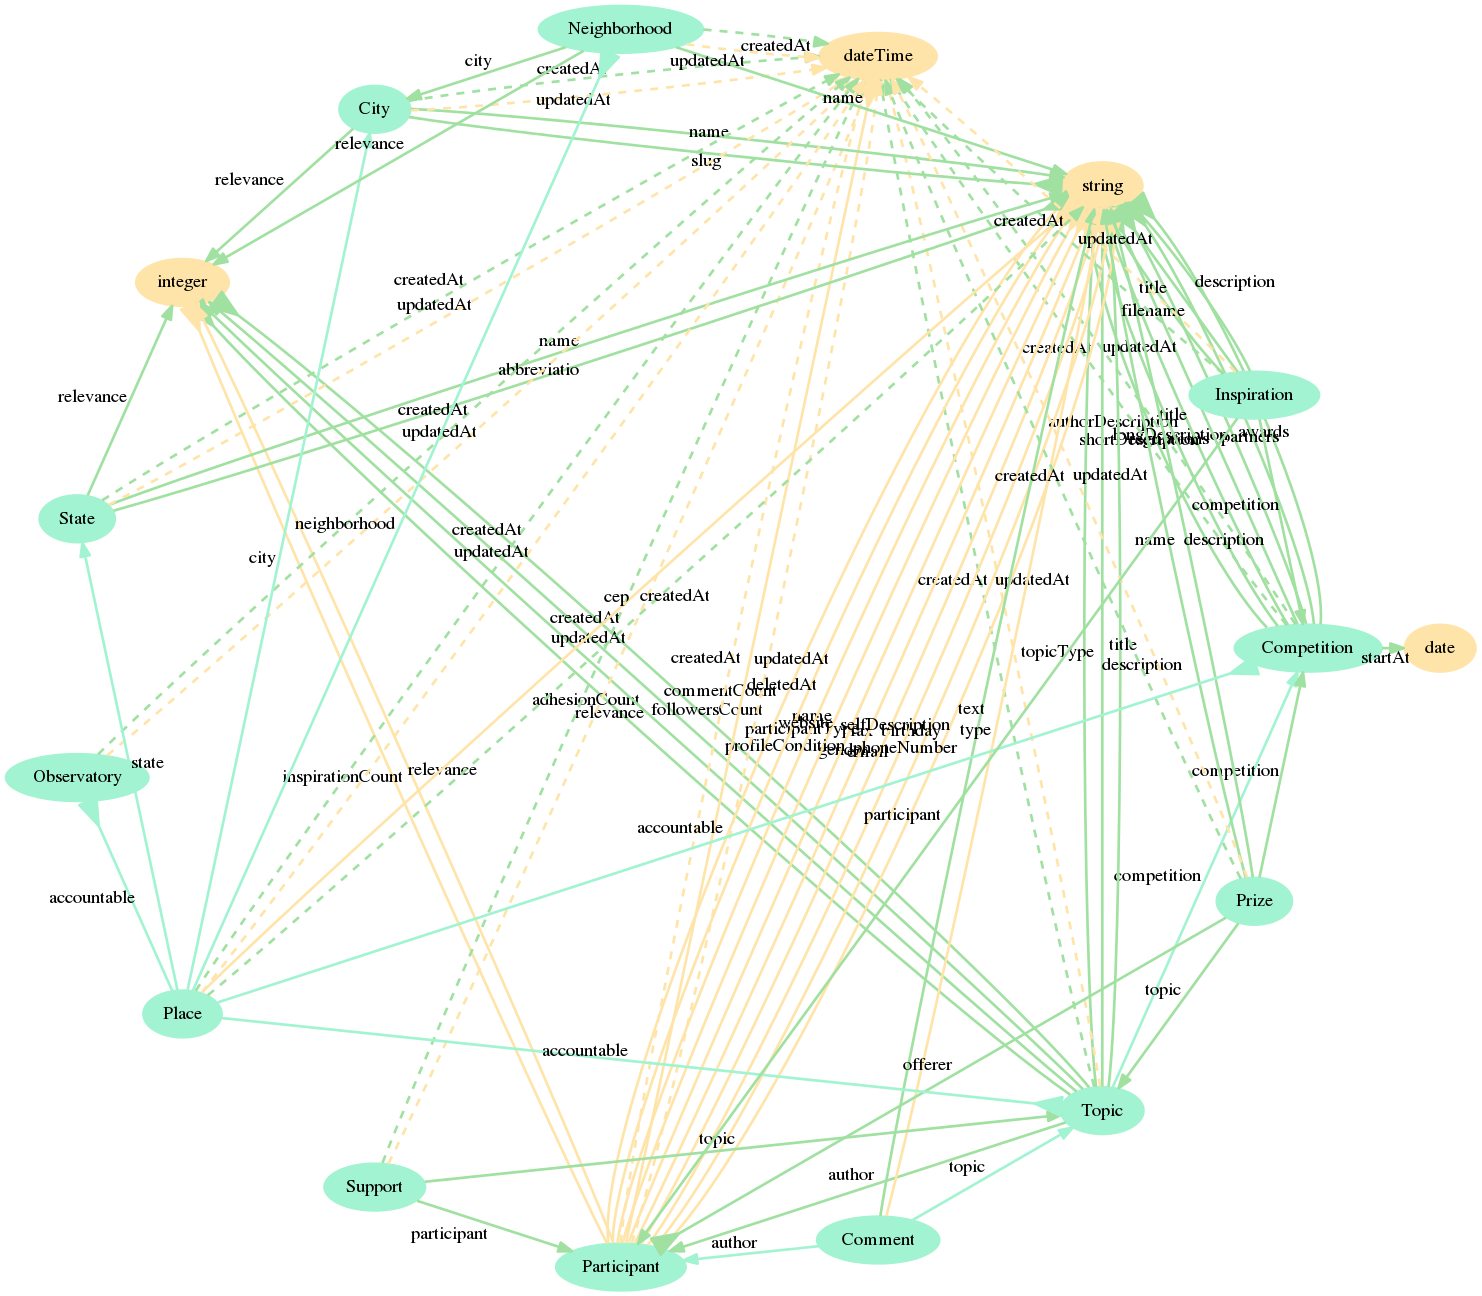 Neighborhood
createdAt
dateTime
city
updatedAt
createdAt
City
updatedAt
name
name
relevance
slug
relevance
string
createdAt
updatedAt
integer
createdAt
description
title
updatedAt
filename
name
createdAt
updatedAt
abbreviatio
relevance
Inspiration
createdAt
title
updatedAt
authorDescription
longDescription
awards
shortDescription
partners
createdAt
updatedAt
competition
State
neighborhood
createdAt
name
description
updatedAt
city
createdAt
updatedAt
cep
createdAt
createdAt
updatedAt
topicType
title
Competition
date
createdAt
updatedAt
startAt
description
deletedAt
commentCount
adhesionCount
relevance
followersCount
text
name
website
selfDescription
participantType
birthday
type
profileCondition
phoneNumber
email
state
Observatory
inspirationCount
relevance
competition
participant
accountable
competition
accountable
Prize
topic
Place
accountable
offerer
Topic
topic
author
topic
Support
participant
author
Comment
Participant